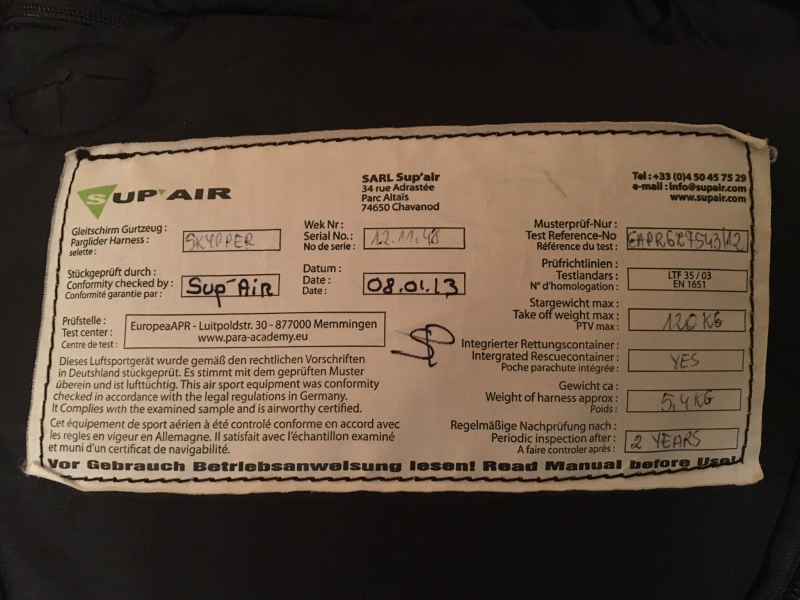 SUP'AIR
SARL Sup'air
34 rue Adrastée
Parc Altaïs
74650 Chavanod
Tel : +33 (0)4 50 45 75 29
e-mail : info@supair.com
www.supair.com
Gleitschirm Gurtzeug :
Parglider Harness : SKYPPER
selette :
Wek Nr :
Serial No.: 12.11.48
No de serie :
Musterprüf-Nur :
Test Reference-No EAPR627543/12
Référence du test :
Stückgeprüft durch :
Conformity checked by : Sup'Air
Conformité garantie par :
Datum :
Date : 08.01.13
Date :
Prüfrichtlinien :
Testlandars : LTF 35 / 03
N° d'homologation : EN 1651
Prüfstelle :
Test center :
Centre de test :
EuropeaAPR - Luitpoldstr. 30 - 877000 Memmingen
www.para-academy.eu
Stargewicht max :
Take off weight max : 120 KG
PTV max :
Integrierter Rettungscontainer :
Intergrated Rescuecontainer : YES
Poche parachute intégrée :
Gewicht ca :
Weight of harness approx : 5,4 KG
Poids :
Regelmäßige Nachprüfung nach :
Periodic inspection after : 2 YEARS
A faire controler après :
Dieses Luftsportgerät wurde gemäß den rechtlichen Vorschriften
in Deutshland stückgeprüft. Es stimmt mit dem geprüften Muster
überein und ist lufttüchtig. This air sport equipment was conformity
checked in accordance with the legal regulations in Germany.
It Complies with the examined sample and is airworthy certified.
Cet équipement de sport aérien à été controlé conforme en accord avec
les règles en vigeur en Allemagne. Il satisfait avec l'échantillon examiné
et muni d'un certificat de navigabilité.
Vor Gebrauch Betriebsanweisung lesen! Read Manual before Use!